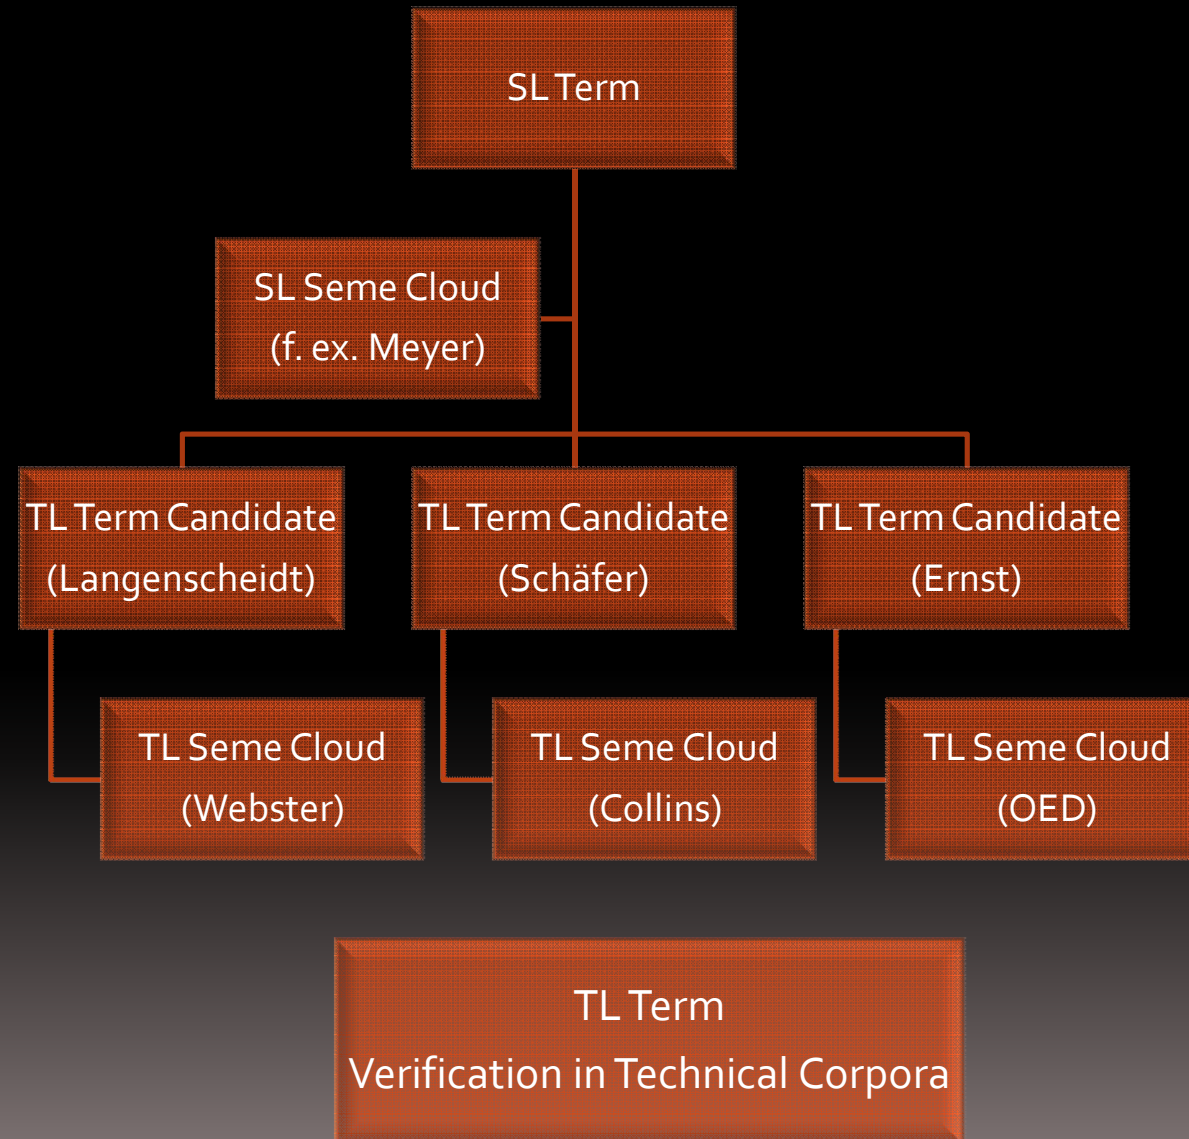 SL Term
SL Seme Cloud
(f. ex. Meyer)
TL Term Candidate
(Langenscheidt)
TL Term Candidate
(Schäfer)
TL Term Candidate
(Ernst)
TL Seme Cloud
(Webster)
TL Seme Cloud
(Collins)
TL Seme Cloud
(OED)
TL Term
Verification in Technical Corpora